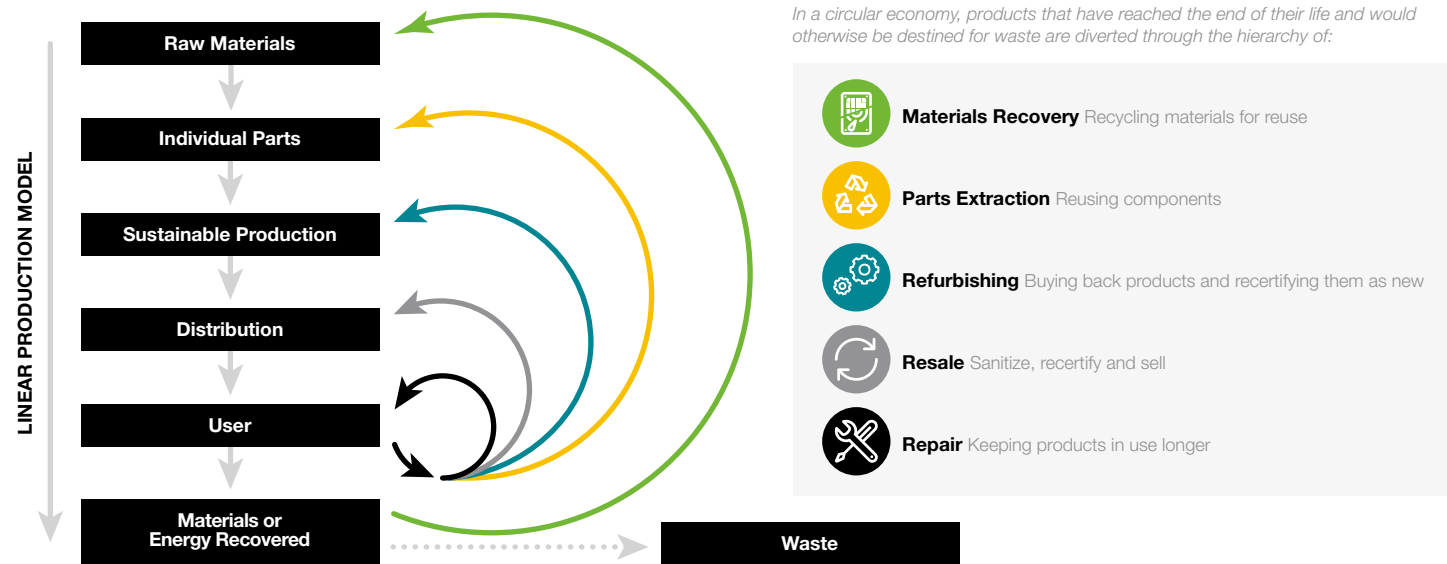 LINEAR PRODUCTION MODEL
Raw Materials
Individual Parts
Sustainable Production
Distribution
User
Materials or
Energy Recovered
Waste
In a circular economy, products that have reached the end of their life and would
otherwise be destined for waste are diverted through the hierarchy of:
Materials Recovery Recycling materials for reuse
Parts Extraction Reusing components
Refurbishing Buying back products and recertifying them as new
Resale Sanitize, recertify and sell
Repair Keeping products in use longer